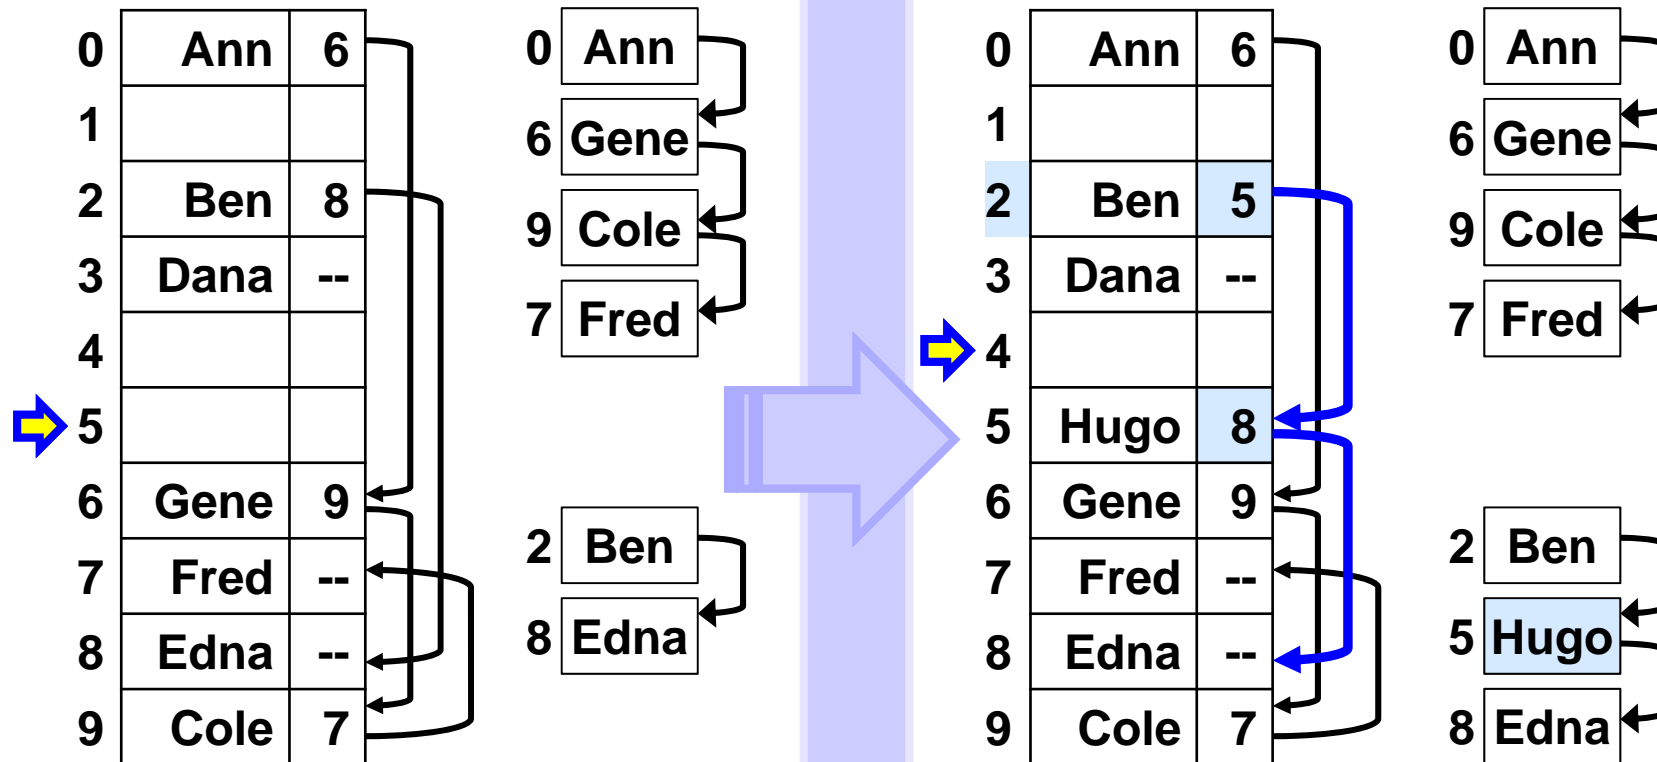 0 Ann 6
1
2 Ben 8
3 Dana --
4
5
6 Gene 9
7 Fred --
8 Edna --
9 Cole 7
0 Ann
6 Gene
9 Cole
7 Fred
2 Ben
8 Edna
0 Ann 6
1
2 Ben 5
3 Dana --
4
5 Hugo 8
6 Gene 9
7 Fred --
8 Edna --
9 Cole 7
0 Ann
6 Gene
9 Cole
7 Fred
2 Ben
5 Hugo
8 Edna